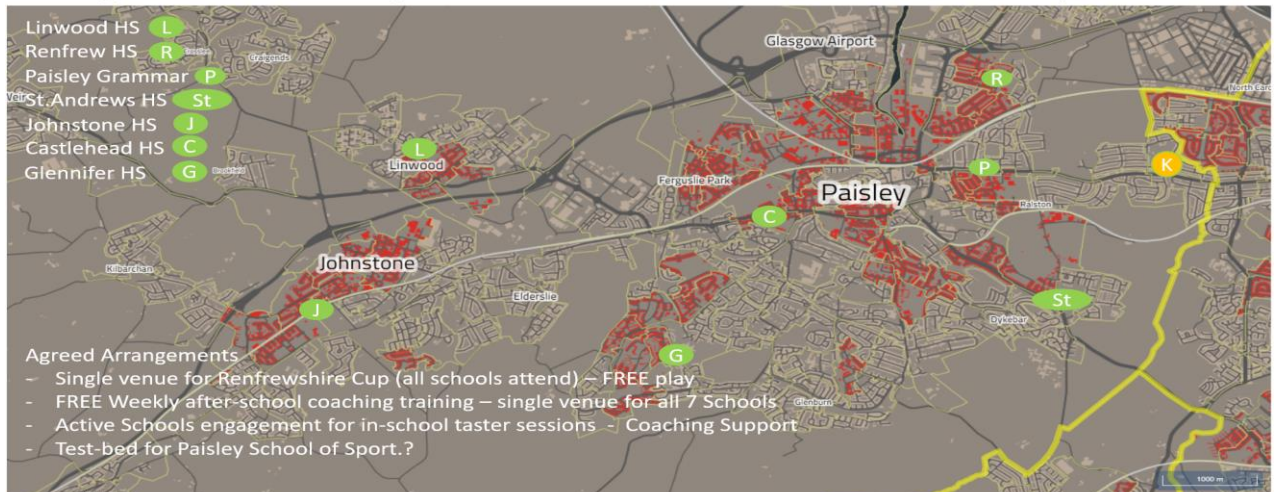 Linwood HS L
Renfrew HS R
Paisley Grammar P
St.Andrews HS St
Johnstone HS J
Castlehead HS C
Glennifer HS G
Craigends
Glasgow Airport
R
L
Linwood
Brookfield
Ferguslie Park
P
K
Paisley
Ralston
C
Kilbarchan
Johnstone
Elderslie
J
St
Dykebar
G
Glenburn
Agreed Arrangements
- Single venue for Renfrewshire Cup (all schools attend) – FREE play
- FREE Weekly after-school coaching training – single venue for all 7 Schools
- Active Schools engagement for in-school taster sessions - Coaching Support
- Test-bed for Paisley School of Sport.?
1000 m